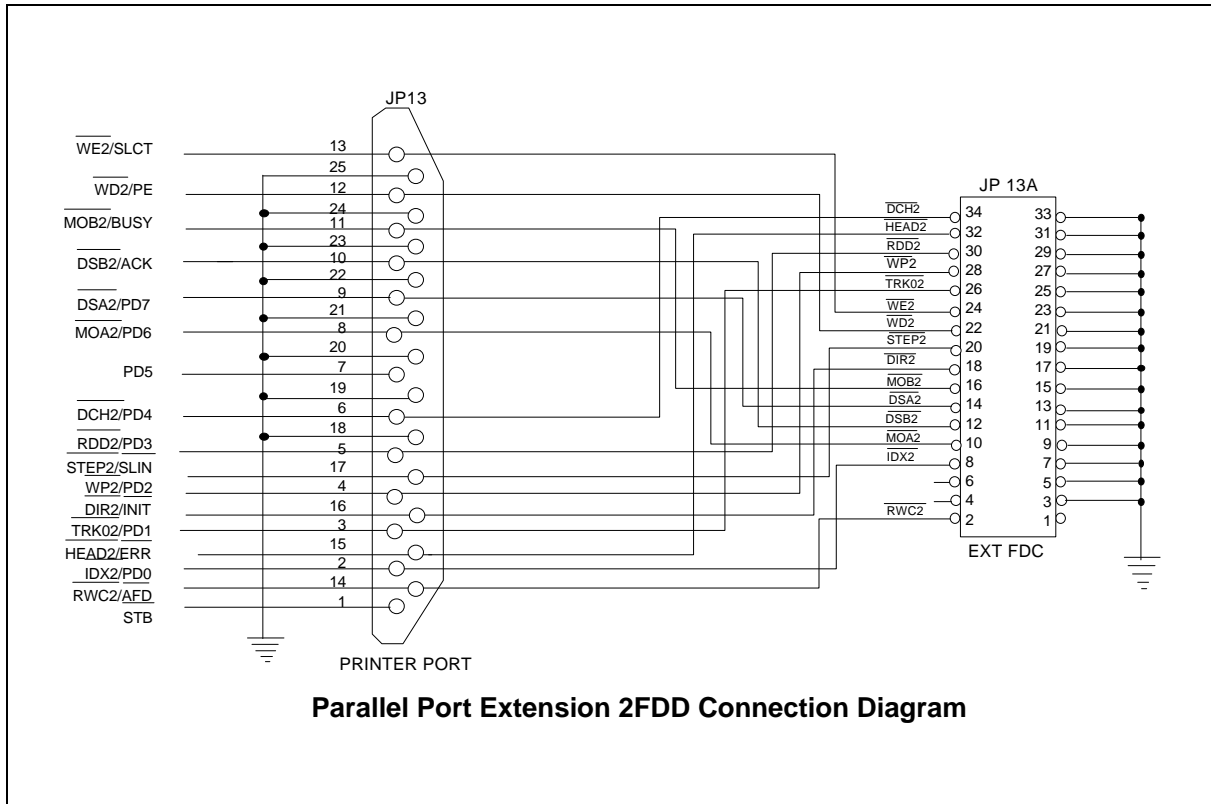 JP13
WE2/SLCT
WD2/PE
MOB2/BUSY
DSB2/ACK
DSA2/PD7
MOA2/PD6
PD5
DCH2/PD4
RDD2/PD3
STEP2/SLIN
WP2/PD2
DIR2/INIT
TRK02/PD1
HEAD2/ERR
IDX2/PD0
RWC2/AFD
STB
13
25
12
24
11
23
10
22
9
21
8
20
7
19
6
18
5
17
4
16
3
15
2
14
1
PRINTER PORT
JP 13A
DCH2 34 33
HEAD2 32 31
RDD2 30 29
WP2 28 27
TRK02 26 25
WE2 24 23
WD2 22 21
STEP2 20 19
DIR2 18 17
MOB2 16 15
DSA2 14 13
DSB2 12 11
MOA2 10 9
IDX2 8 7
6 5
4 3
RWC2 2 1
EXT FDC
Parallel Port Extension 2FDD Connection Diagram